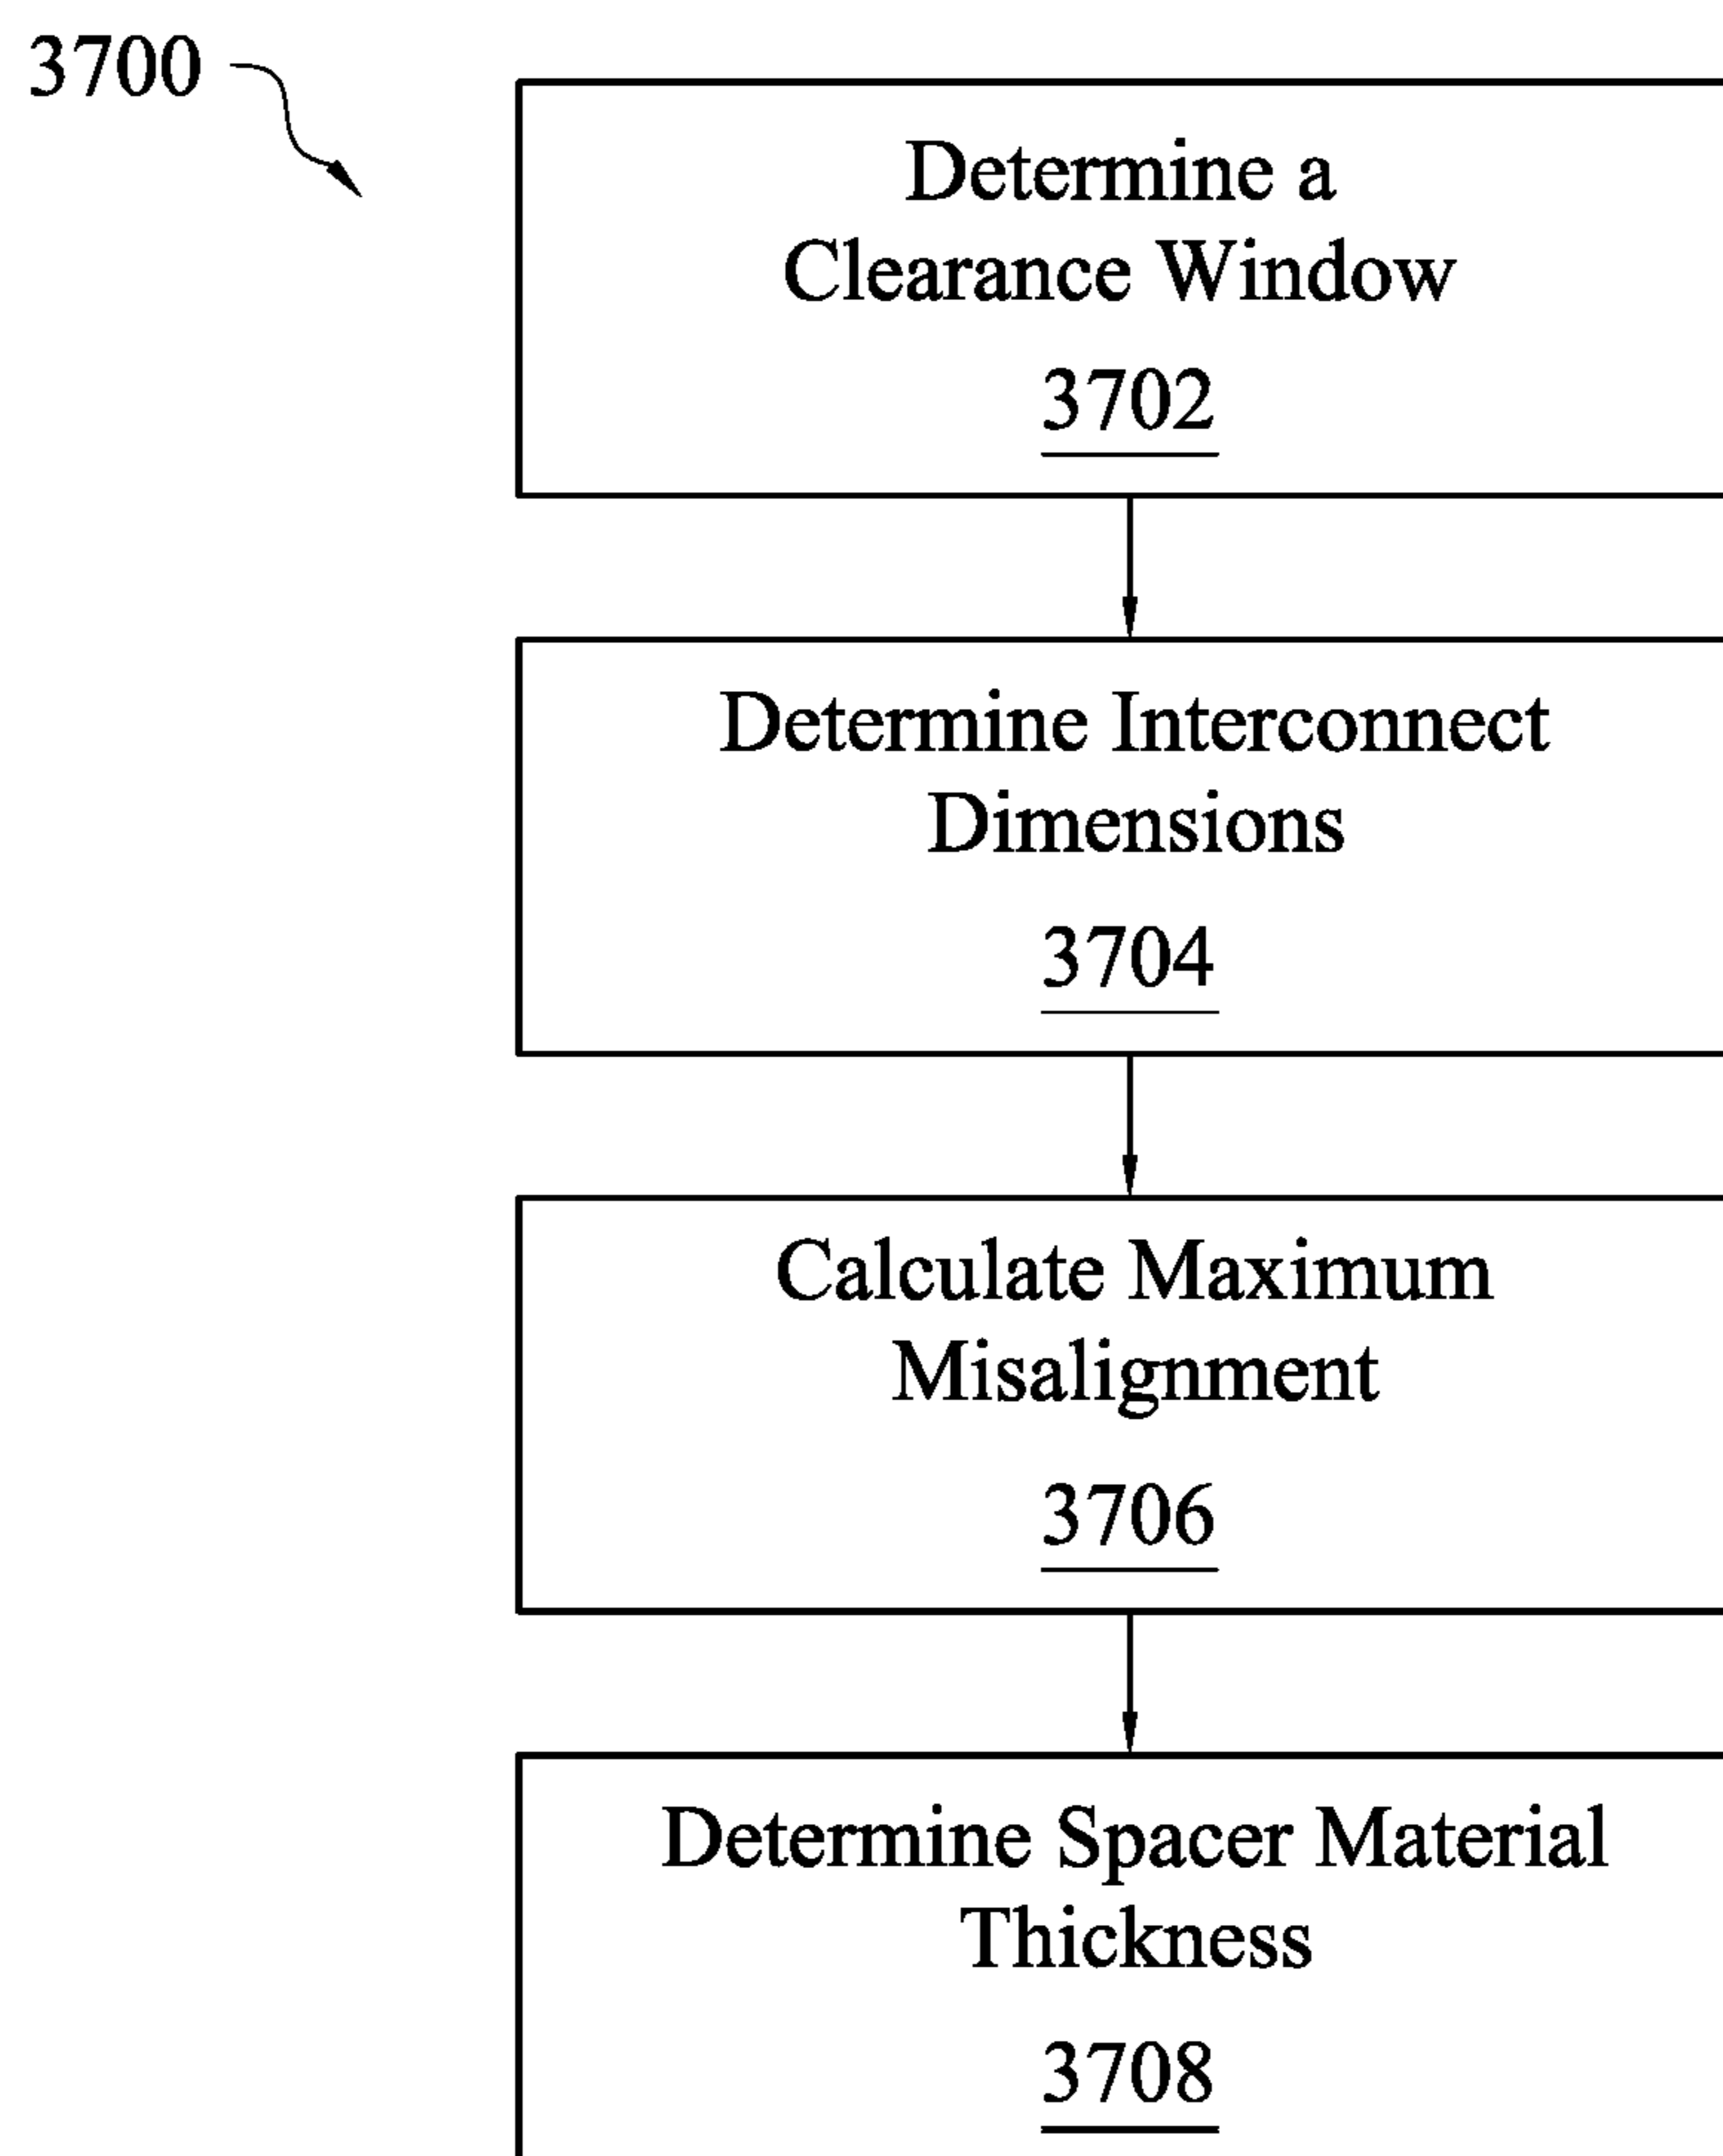 3700
Determine a
Clearance Window
3702
Determine Interconnect
Dimensions
3704
Calculate Maximum
Misalignment
3706
Determine Spacer Material
Thickness
3708